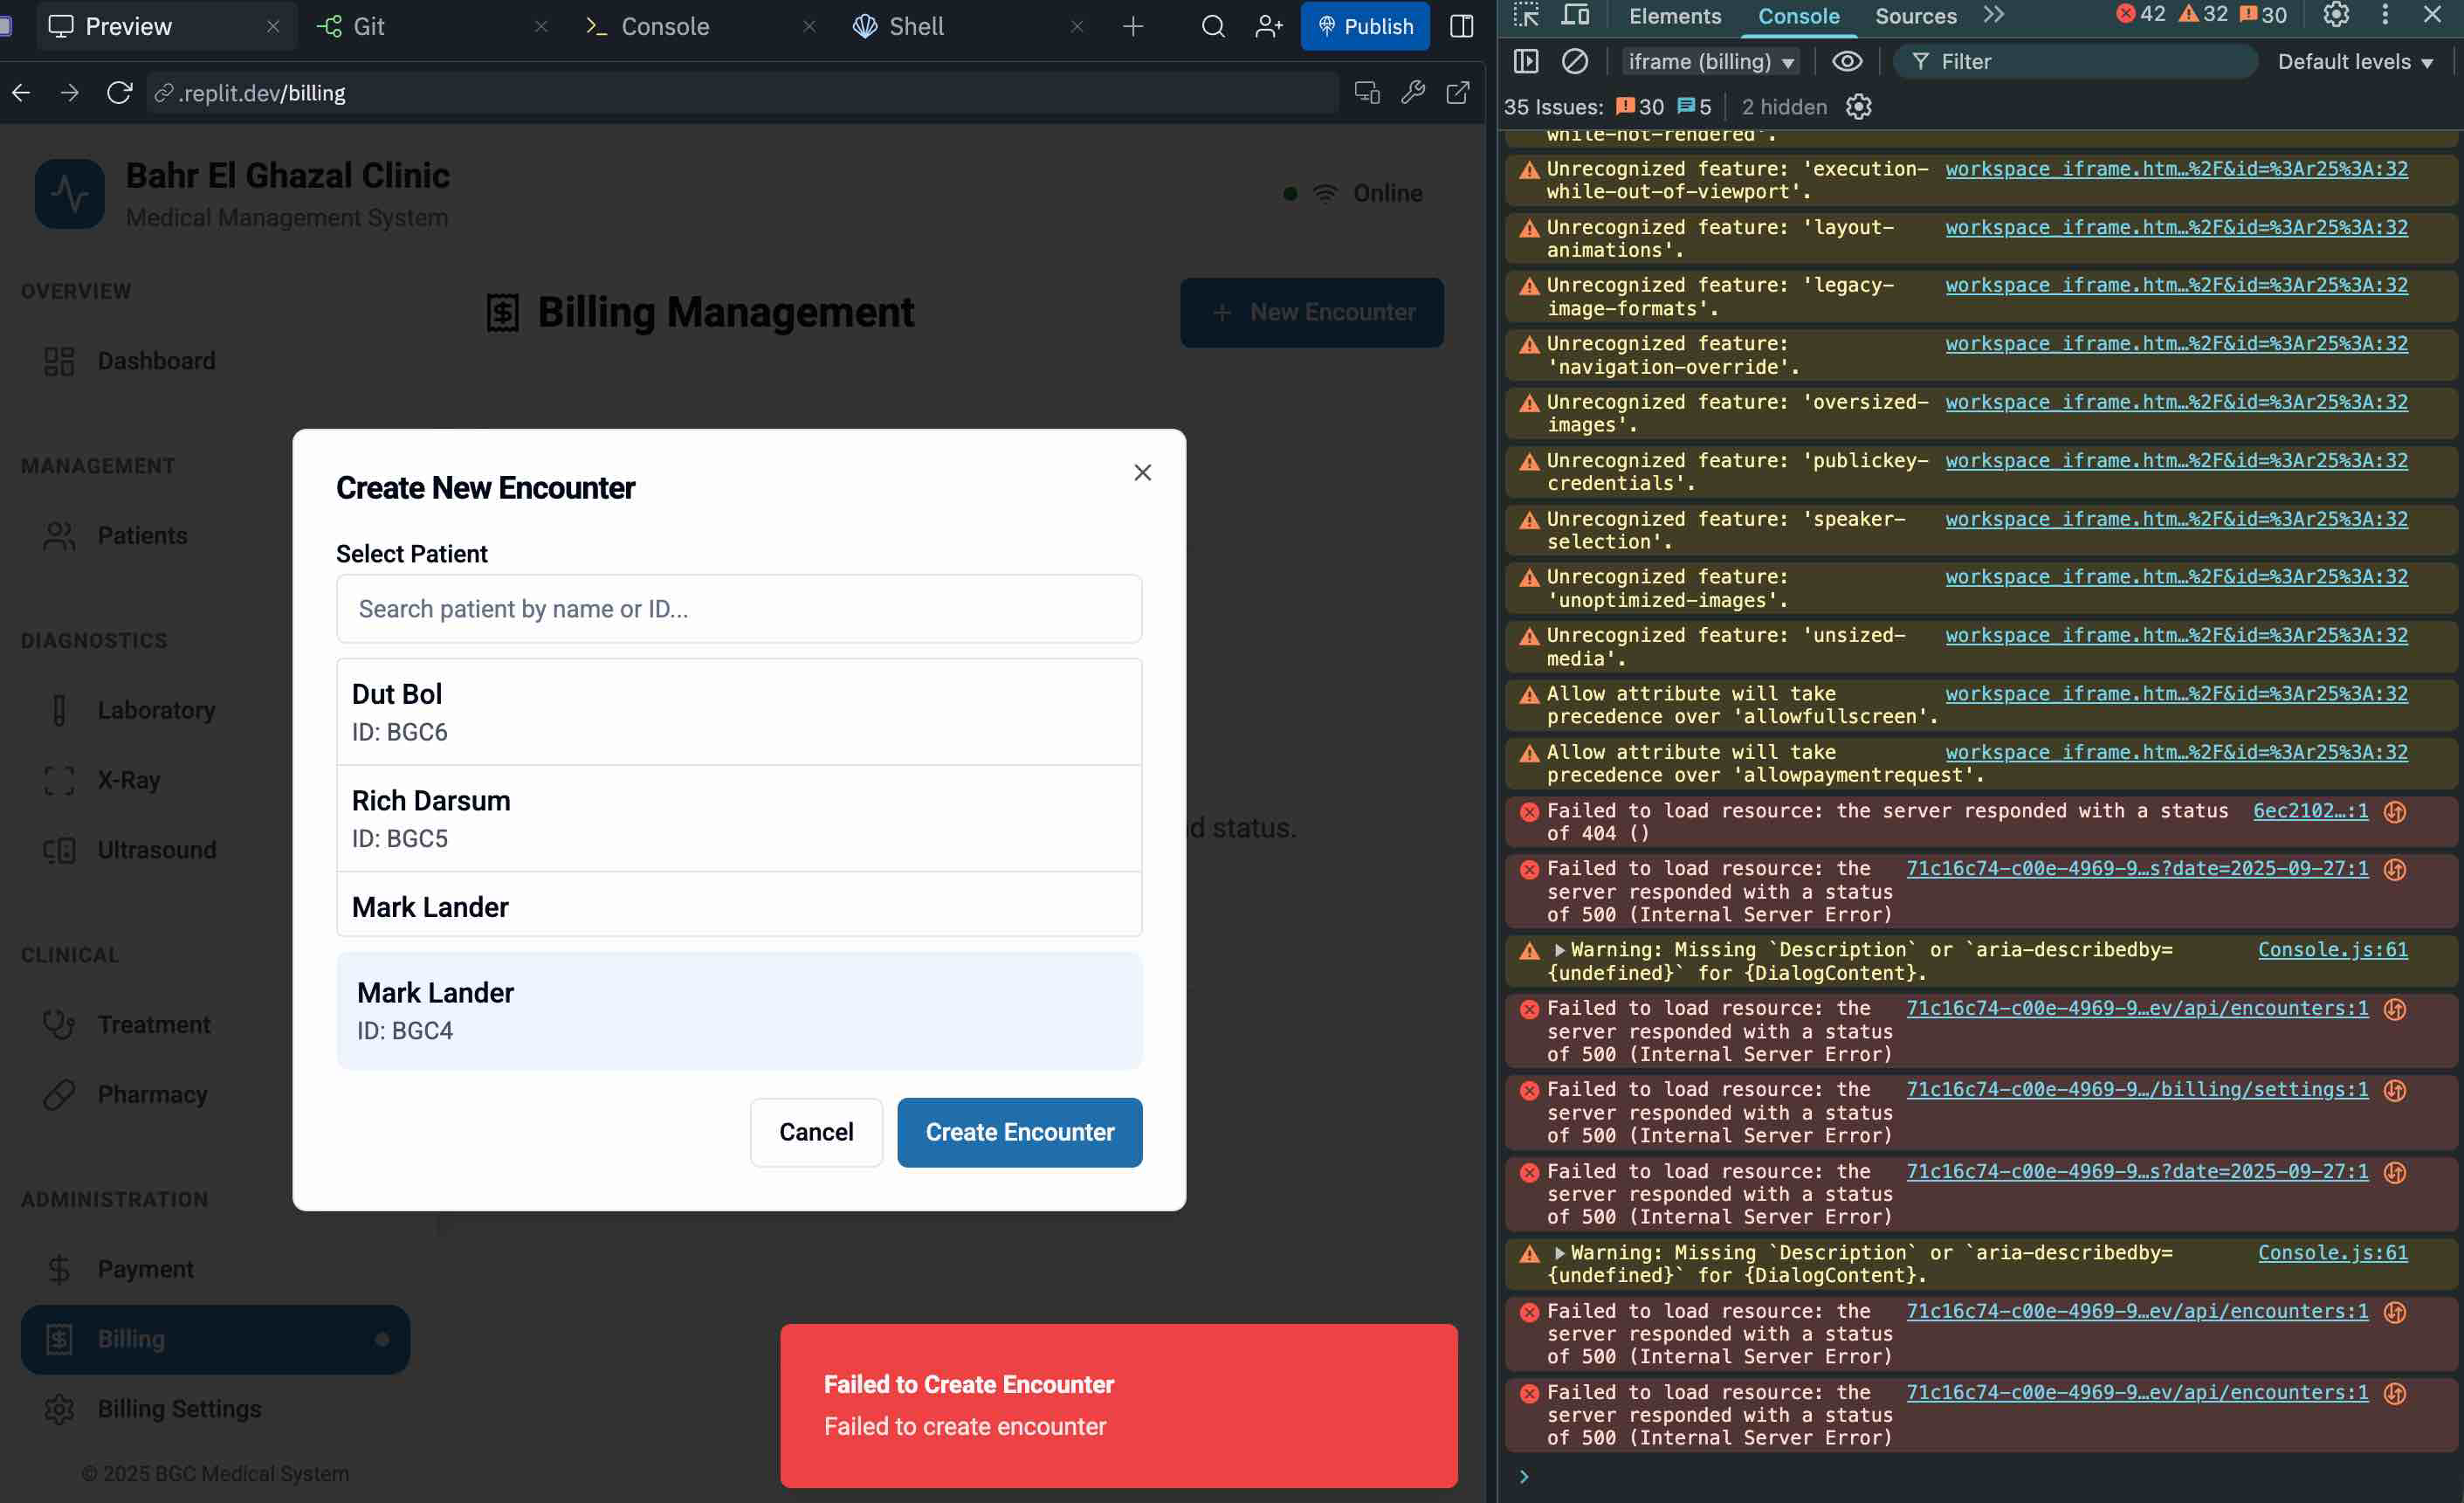 Preview
Git
Console
Shell
Publish
.replit.dev/billing
Bahr El Ghazal Clinic
Medical Management System
Online
OVERVIEW
Dashboard
MANAGEMENT
Patients
DIAGNOSTICS
Laboratory
X-Ray
Ultrasound
CLINICAL
Treatment
Pharmacy
ADMINISTRATION
Payment
Billing
Billing Settings
© 2025 BGC Medical System
Billing Management
+ New Encounter
d status.
Create New Encounter
Select Patient
Search patient by name or ID...
Dut Bol
ID: BGC6
Rich Darsum
ID: BGC5
Mark Lander
Mark Lander
ID: BGC4
Cancel
Create Encounter
Failed to Create Encounter
Failed to create encounter
Elements
Console
Sources
42
32
30
iframe (billing)
Filter
Default levels
35 Issues: 30 5
2 hidden
while-not-rendered'.
Unrecognized feature: 'execution- workspace_iframe.htm…%2F&id=%3Ar25%3A:32
while-out-of-viewport'.
Unrecognized feature: 'layout- workspace_iframe.htm…%2F&id=%3Ar25%3A:32
animations'.
Unrecognized feature: 'legacy- workspace_iframe.htm…%2F&id=%3Ar25%3A:32
image-formats'.
Unrecognized feature: workspace_iframe.htm…%2F&id=%3Ar25%3A:32
'navigation-override'.
Unrecognized feature: 'oversized- workspace_iframe.htm…%2F&id=%3Ar25%3A:32
images'.
Unrecognized feature: 'publickey- workspace_iframe.htm…%2F&id=%3Ar25%3A:32
credentials'.
Unrecognized feature: 'speaker- workspace_iframe.htm…%2F&id=%3Ar25%3A:32
selection'.
Unrecognized feature: workspace_iframe.htm…%2F&id=%3Ar25%3A:32
'unoptimized-images'.
Unrecognized feature: 'unsized- workspace_iframe.htm…%2F&id=%3Ar25%3A:32
media'.
Allow attribute will take workspace_iframe.htm…%2F&id=%3Ar25%3A:32
precedence over 'allowfullscreen'.
Allow attribute will take workspace_iframe.htm…%2F&id=%3Ar25%3A:32
precedence over 'allowpaymentrequest'.
Failed to load resource: the server responded with a status 6ec2102…:1
of 404 ()
Failed to load resource: the 71c16c74-c00e-4969-9…s?date=2025-09-27:1
server responded with a status
of 500 (Internal Server Error)
Warning: Missing `Description` or `aria-describedby= Console.js:61
{undefined}` for {DialogContent}.
Failed to load resource: the 71c16c74-c00e-4969-9…ev/api/encounters:1
server responded with a status
of 500 (Internal Server Error)
Failed to load resource: the 71c16c74-c00e-4969-9…/billing/settings:1
server responded with a status
of 500 (Internal Server Error)
Failed to load resource: the 71c16c74-c00e-4969-9…s?date=2025-09-27:1
server responded with a status
of 500 (Internal Server Error)
Warning: Missing `Description` or `aria-describedby= Console.js:61
{undefined}` for {DialogContent}.
Failed to load resource: the 71c16c74-c00e-4969-9…ev/api/encounters:1
server responded with a status
of 500 (Internal Server Error)
Failed to load resource: the 71c16c74-c00e-4969-9…ev/api/encounters:1
server responded with a status
of 500 (Internal Server Error)